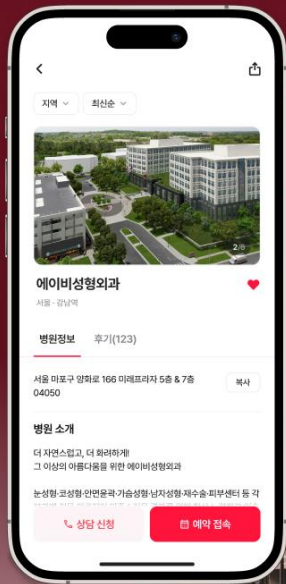 지역
최신순
2/8
에이비성형외과
서울 · 강남역
병원정보
후기(123)
서울 마포구 양화로 166 미래프라자 5층 & 7층
04050
복사
병원 소개
더 자연스럽고, 더 화려하게!
그 이상의 아름다움을 위한 에이비성형외과
눈성형·코성형·안면윤곽·가슴성형·남자성형·재수술·피부센터 등 각
상담 신청
예약 접속